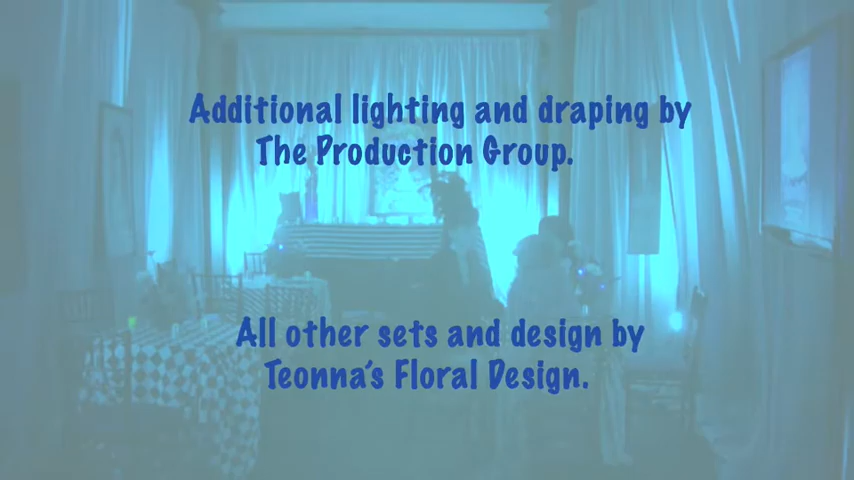 Additional lighting and draping by
The Production Group.
All other sets and design by
Teonna's Floral Design.